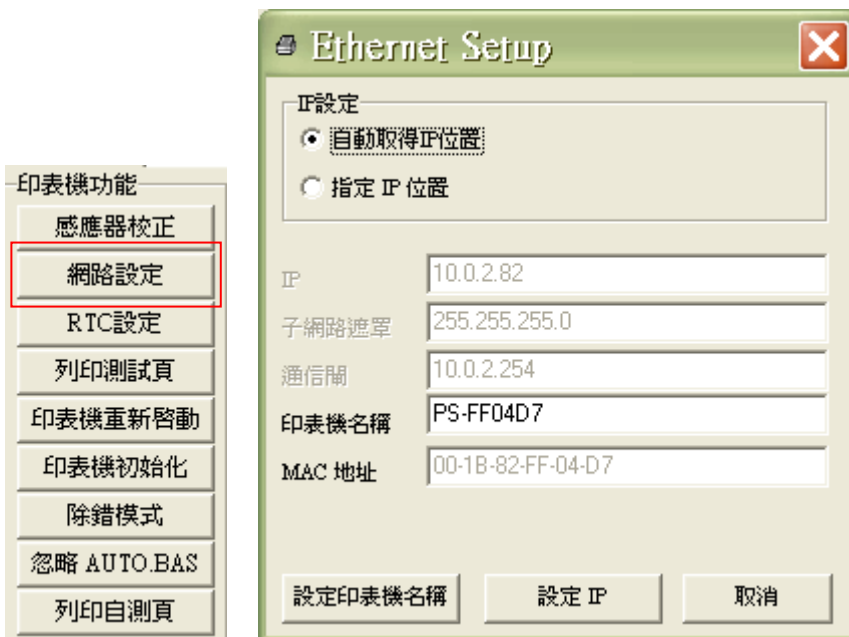 印表機功能
感應器校正
網路設定
RTC設定
列印測試頁
印表機重新啓動
印表機初始化
除錯模式
忽略 AUTO.BAS
列印自測頁
Ethernet Setup
IP設定
自動取得IP位置
指定 IP 位置
IP 10.0.2.82
子網路遮罩 255.255.255.0
通信閘 10.0.2.254
印表機名稱 PS-FF04D7
MAC 地址 00-1B-82-FF-04-D7
設定印表機名稱 設定 IP 取消